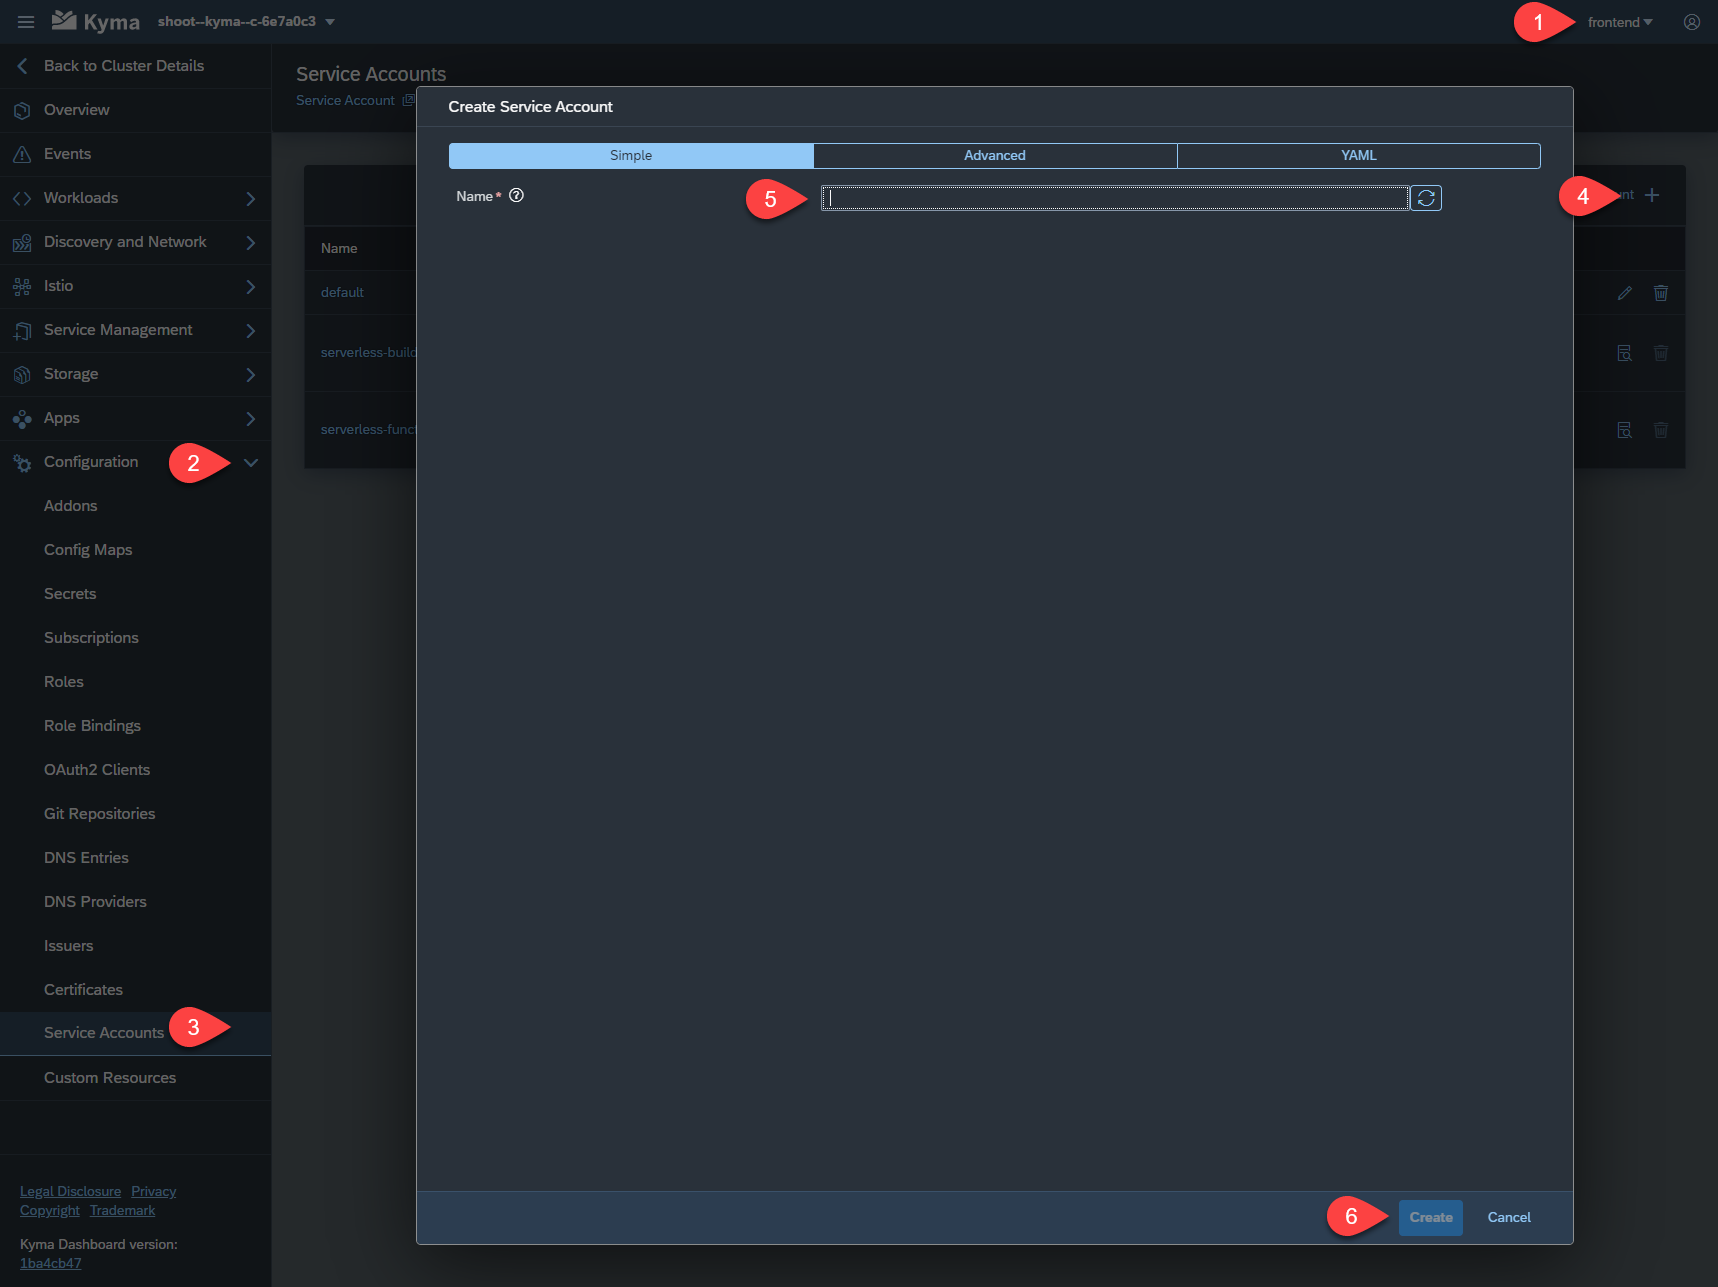 Kyma shoot--kyma--c-6e7a0c3
1 frontend
Back to Cluster Details
Overview
Events
Workloads
Discovery and Network
Istio
Service Management
Storage
Apps
Configuration 2
Addons
Config Maps
Secrets
Subscriptions
Roles
Role Bindings
OAuth2 Clients
Git Repositories
DNS Entries
DNS Providers
Issuers
Certificates
Service Accounts 3
Custom Resources
Legal Disclosure Privacy
Copyright Trademark
Kyma Dashboard version:
1ba4cb47
Service Accounts
Service Account
4
Name
default
serverless-build
serverless-funct
Create Service Account
Simple Advanced YAML
Name * 5
6 Create Cancel